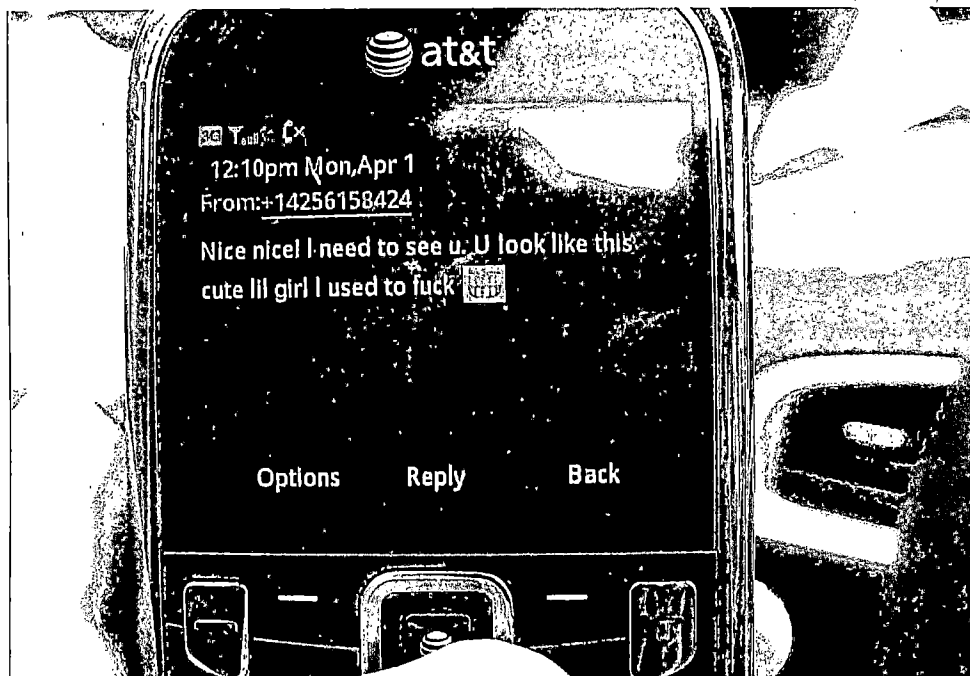 at&t
3G
12:10pm Mon,Apr 1
From:+14256158424
Nice nice! I need to see u. U look like this
cute lil girl I used to fuck
Options Reply Back